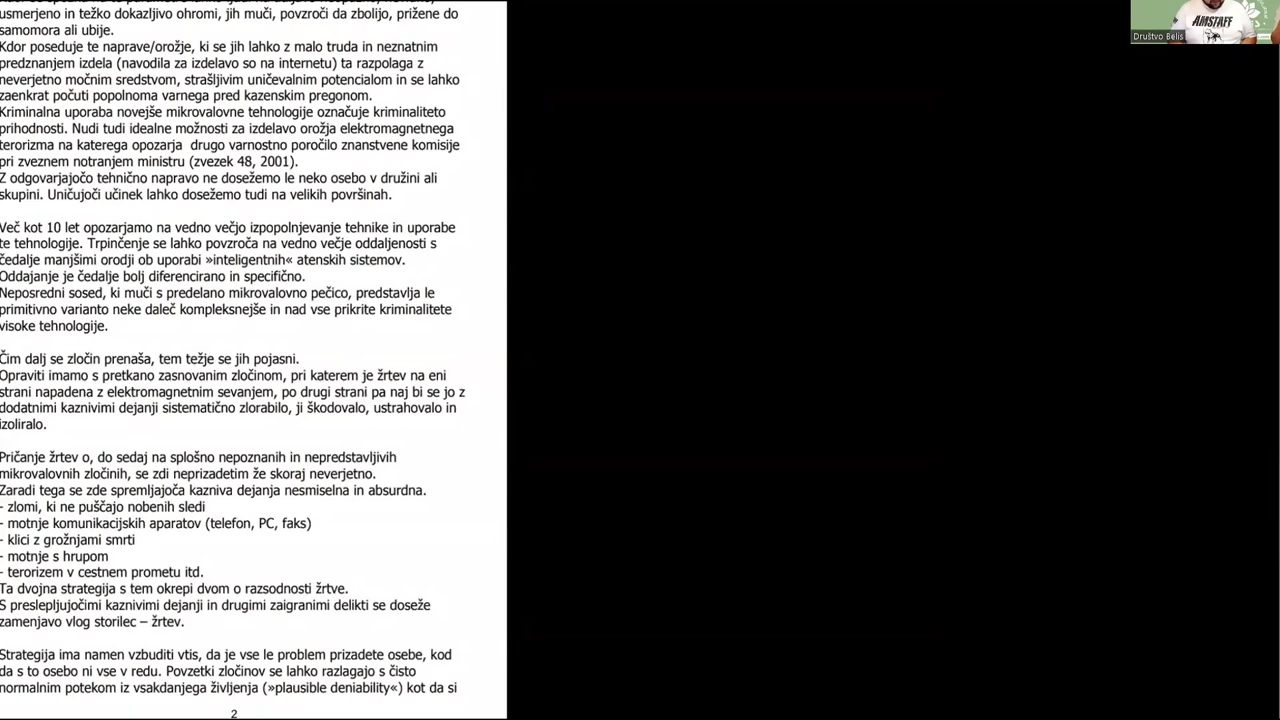 usmerjeno in težko dokazljivo ohromi, jih muči, povzroči da zbolijo, prižene do
samomora ali ubije.
Kdor poseduje te naprave/orožje, ki se jih lahko z malo truda in neznatnim
predznanjem izdela (navodila za izdelavo so na internetu) ta razpolaga z
neverjetno močnim sredstvom, strašljivim uničevalnim potencialom in se lahko
zaenkrat počuti popolnoma varnega pred kazenskim pregonom.
Kriminalna uporaba novejše mikrovalovne tehnologije označuje kriminaliteto
prihodnosti. Nudi tudi idealne možnosti za izdelavo orožja elektromagnetnega
terorizma na katerega opozarja drugo varnostno poročilo znanstvene komisije
pri zveznem notranjem ministru (zvezek 48, 2001).
Z odgovarjajočo tehnično napravo ne dosežemo le neko osebo v družini ali
skupini. Uničujoči učinek lahko dosežemo tudi na velikih površinah.
Več kot 10 let opozarjamo na vedno večjo izpopolnjevanje tehnike in uporabe
te tehnologije. Trpinčenje se lahko povzroča na vedno večje oddaljenosti s
čedalje manjšimi orodji ob uporabi »inteligentnih« atenskih sistemov.
Oddajanje je čedalje bolj diferencirano in specifično.
Neposredni sosed, ki muči s predelano mikrovalovno pečico, predstavlja le
primitivno varianto neke daleč kompleksnejše in nad vse prikrite kriminalitete
visoke tehnologije.
Čim dalj se zločin prenaša, tem težje se jih pojasni.
Opraviti imamo s pretkano zasnovanim zločinom, pri katerem je žrtev na eni
strani napadena z elektromagnetnim sevanjem, po drugi strani pa naj bi se jo z
dodatnimi kaznivimi dejanji sistematično zlorabilo, ji škodovalo, ustrahovalo in
izoliralo.
Pričanje žrtev o, do sedaj na splošno nepoznanih in nepredstavljivih
mikrovalovnih zločinih, se zdi neprizadetim že skoraj neverjetno.
Zaradi tega se zde spremljajoča kazniva dejanja nesmiselna in absurdna.
- zlomi, ki ne puščajo nobenih sledi
- motnje komunikacijskih aparatov (telefon, PC, faks)
- klici z grožnjami smrti
- motnje s hrupom
- terorizem v cestnem prometu itd.
Ta dvojna strategija s tem okrepi dvom o razsodnosti žrtve.
S preslepljujočimi kaznivimi dejanji in drugimi zaigranimi delikti se doseže
zamenjavo vlog storilec – žrtev.
Strategija ima namen vzbuditi vtis, da je vse le problem prizadete osebe, kod
da s to osebo ni vse v redu. Povzetki zločinov se lahko razlagajo s čisto
normalnim potekom iz vsakdanjega življenja (»plausible deniability«) kot da si
2
AMSTAFF
Društvo Belis